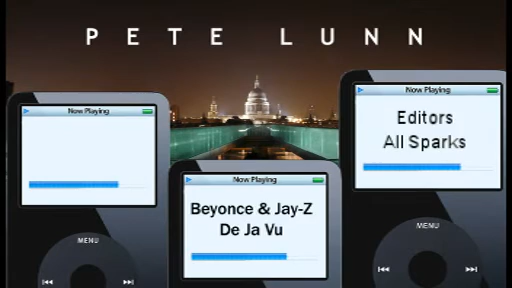 PETE LUNN
Now Playing
MENU
Now Playing
Beyonce & Jay-Z
De Ja Vu
Now Playing
Editors
All Sparks
MENU